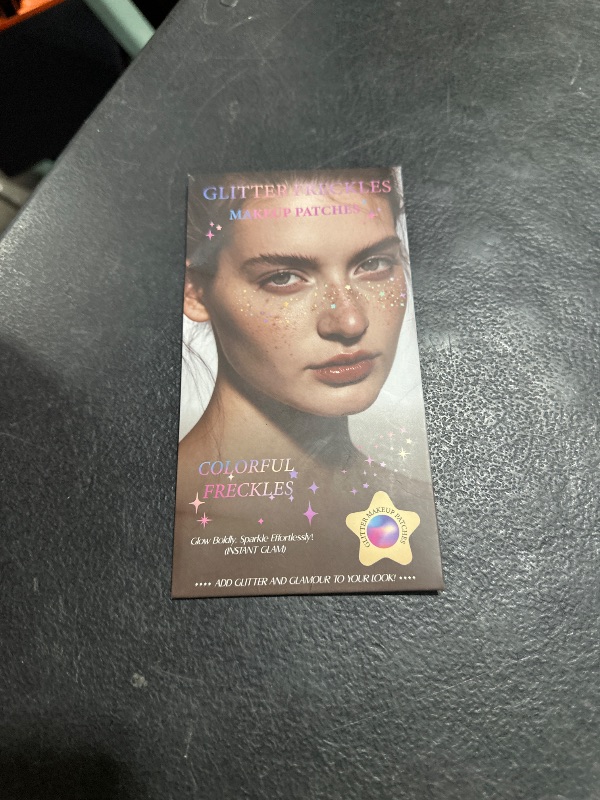 GLITTER FRECKLES
MAKEUP PATCHES
COLORFUL
FRECKLES
Glow Boldly. Sparkle Effortlessly!
(INSTANT GLAM)
GLITTER MAKEUP PATCHES
ADD GLITTER AND GLAMOUR TO YOUR LOOK!